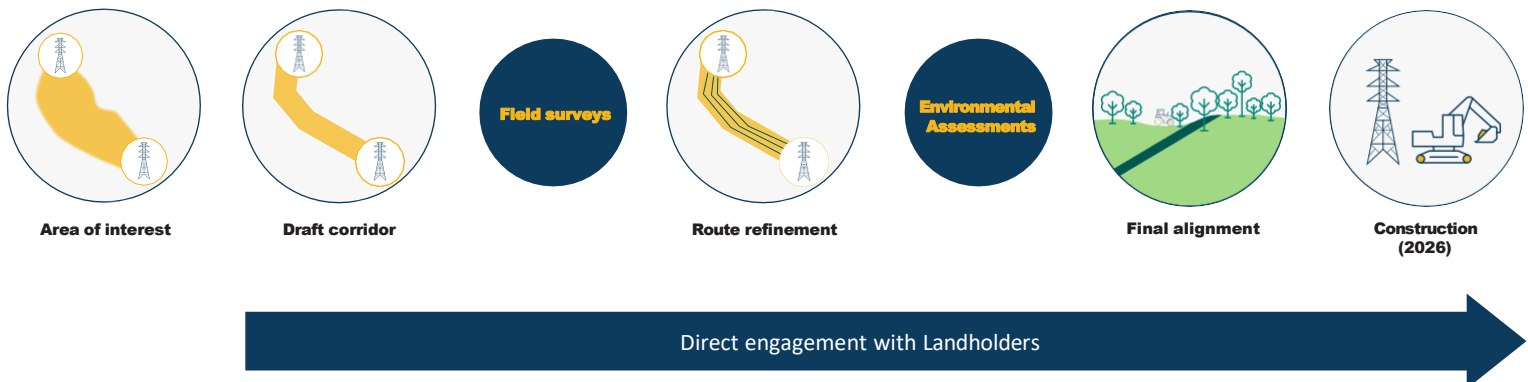 Area of interest
Draft corridor
Field surveys
Route refinement
Environmental
Assessments
Final alignment
Construction
(2026)
Direct engagement with Landholders